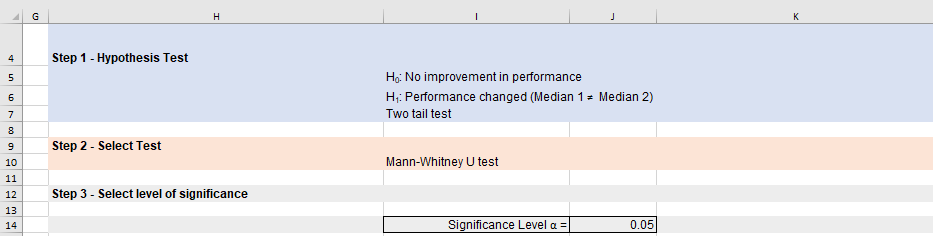 G H I J K
4 Step 1 - Hypothesis Test
5 H₀: No improvement in performance
6 H₁: Performance changed (Median 1 ≠ Median 2)
7 Two tail test
8
9 Step 2 - Select Test
10 Mann-Whitney U test
11
12 Step 3 - Select level of significance
13
14 Significance Level α = 0.05